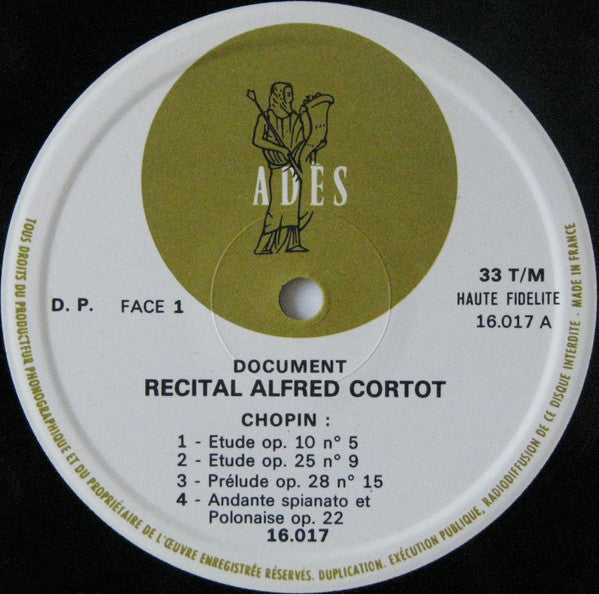 ADÈS
D. P. FACE 1
33 T/M
HAUTE FIDELITE
16.017 A
DOCUMENT
RECITAL ALFRED CORTOT
CHOPIN :
1 - Etude op. 10 n° 5
2 - Etude op. 25 n° 9
3 - Prélude op. 28 n° 15
4 - Andante spianato et
Polonaise op. 22
16.017
TOUS DROITS DU PRODUCTEUR PHONOGRAPHIQUE ET DU PROPRIÉTAIRE DE L'ŒUVRE ENREGISTRÉE RÉSERVÉS. DUPLICATION. EXÉCUTION PUBLIQUE, RADIODIFFUSION DE CE DISQUE INTERDITE - MADE IN FRANCE